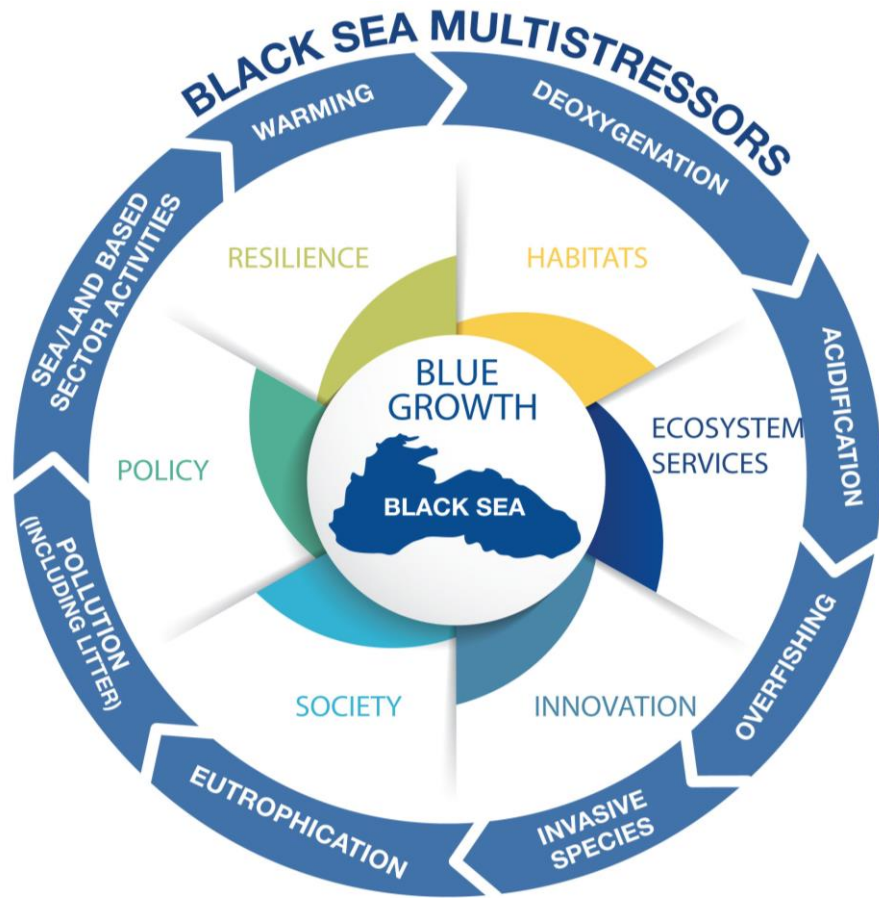 BLACK SEA MULTISTRESSORS
WARMING
DEOXYGENATION
ACIDIFICATION
OVERFISHING
INVASIVE
SPECIES
EUTROPHICATION
POLLUTION
(INCLUDING LITTER)
SEA/LAND BASED
SECTOR ACTIVITIES
RESILIENCE
HABITATS
ECOSYSTEM
SERVICES
INNOVATION
SOCIETY
POLICY
BLUE
GROWTH
BLACK SEA